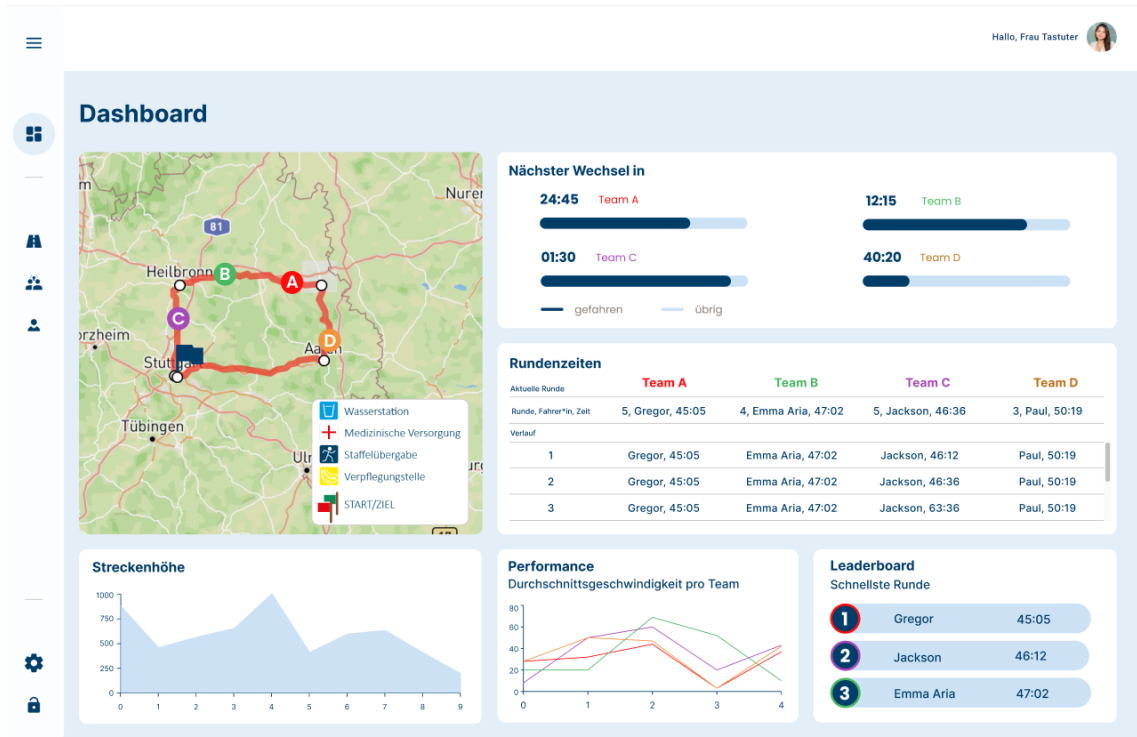 Hallo, Frau Tastuter
Dashboard
Nurer
81
Heilbronn
B
A
C
D
Stuttgart
Aalen
Tübingen
Wasserstation
Medizinische Versorgung
Staffelübergabe
Verpflegungstelle
START/ZIEL
Nächster Wechsel in
24:45 Team A
12:15 Team B
01:30 Team C
40:20 Team D
gefahren übrig
Rundenzeiten
Aktuelle Runde Team A Team B Team C Team D
Runde, Fahrer*in, Zeit 5, Gregor, 45:05 4, Emma Aria, 47:02 5, Jackson, 46:36 3, Paul, 50:19
Verlauf
1 Gregor, 45:05 Emma Aria, 47:02 Jackson, 46:12 Paul, 50:19
2 Gregor, 45:05 Emma Aria, 47:02 Jackson, 46:36 Paul, 50:19
3 Gregor, 45:05 Emma Aria, 47:02 Jackson, 63:36 Paul, 50:19
Streckenhöhe
1000
750
500
250
0
0 1 2 3 4 5 6 7 8 9
Performance
Durchschnittsgeschwindigkeit pro Team
80
60
40
20
0
0 1 2 3 4
Leaderboard
Schnellste Runde
1 Gregor 45:05
2 Jackson 46:12
3 Emma Aria 47:02